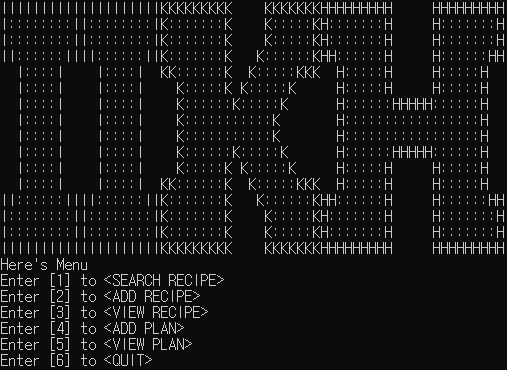 IIKH
Here's Menu
Enter [1] to <SEARCH RECIPE>
Enter [2] to <ADD RECIPE>
Enter [3] to <VIEW RECIPE>
Enter [4] to <ADD PLAN>
Enter [5] to <VIEW PLAN>
Enter [6] to <QUIT>